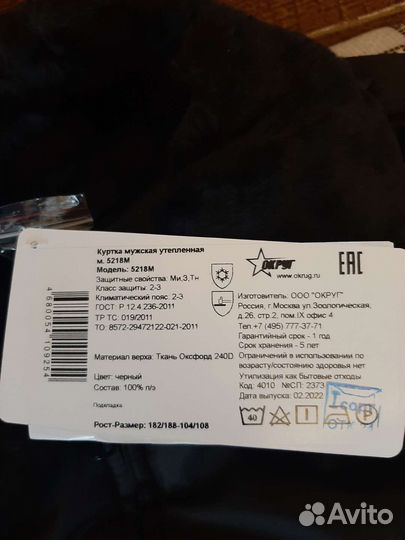 Куртка мужская утепленная
м. 5218М
Модель: 5218М
Защитные свойства: Ми,З,Тн
Класс защиты: 2-3
Климатический пояс: 2-3
ГОСТ: Р 12.4.236-2011
ТР ТС: 019/2011
ТО: 8572-29472122-021-2011
Материал верха: Ткань Оксфорд 240D
Цвет: черный
Состав: 100% п/э
Подкладка
Рост-Размер: 182/188-104/108
ОКРУГ
www.okrug.ru
EAC
Изготовитель: ООО "ОКРУГ"
Россия, г. Москва ул.Зоологическая,
д.26, стр.2, пом.IX офис 4
Тел.+7 (495) 777-37-71
Гарантийный срок - 1 год
Срок хранения - 5 лет
Ограничений в использовании по
возрасту/состоянию здоровья нет
Утилизация как бытовые отходы
Код: 4010 №СП: 2373
Дата выпуска: 02.2022
40
P
4680054109254
Avito